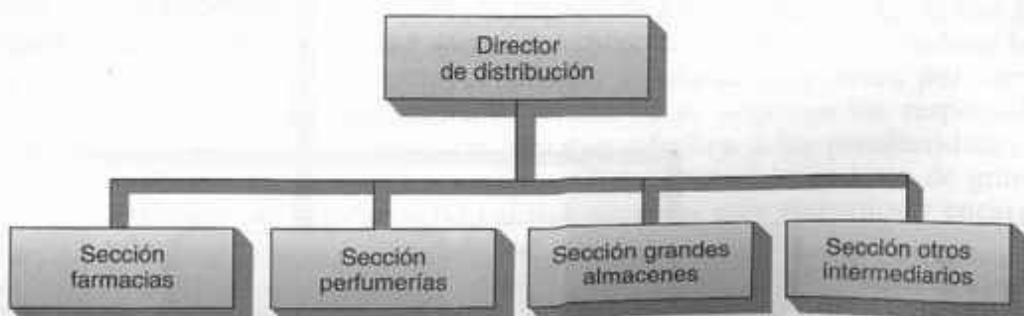 Director
de distribución
Sección
farmacias
Sección
perfumerías
Sección grandes
almacenes
Sección otros
intermediarios